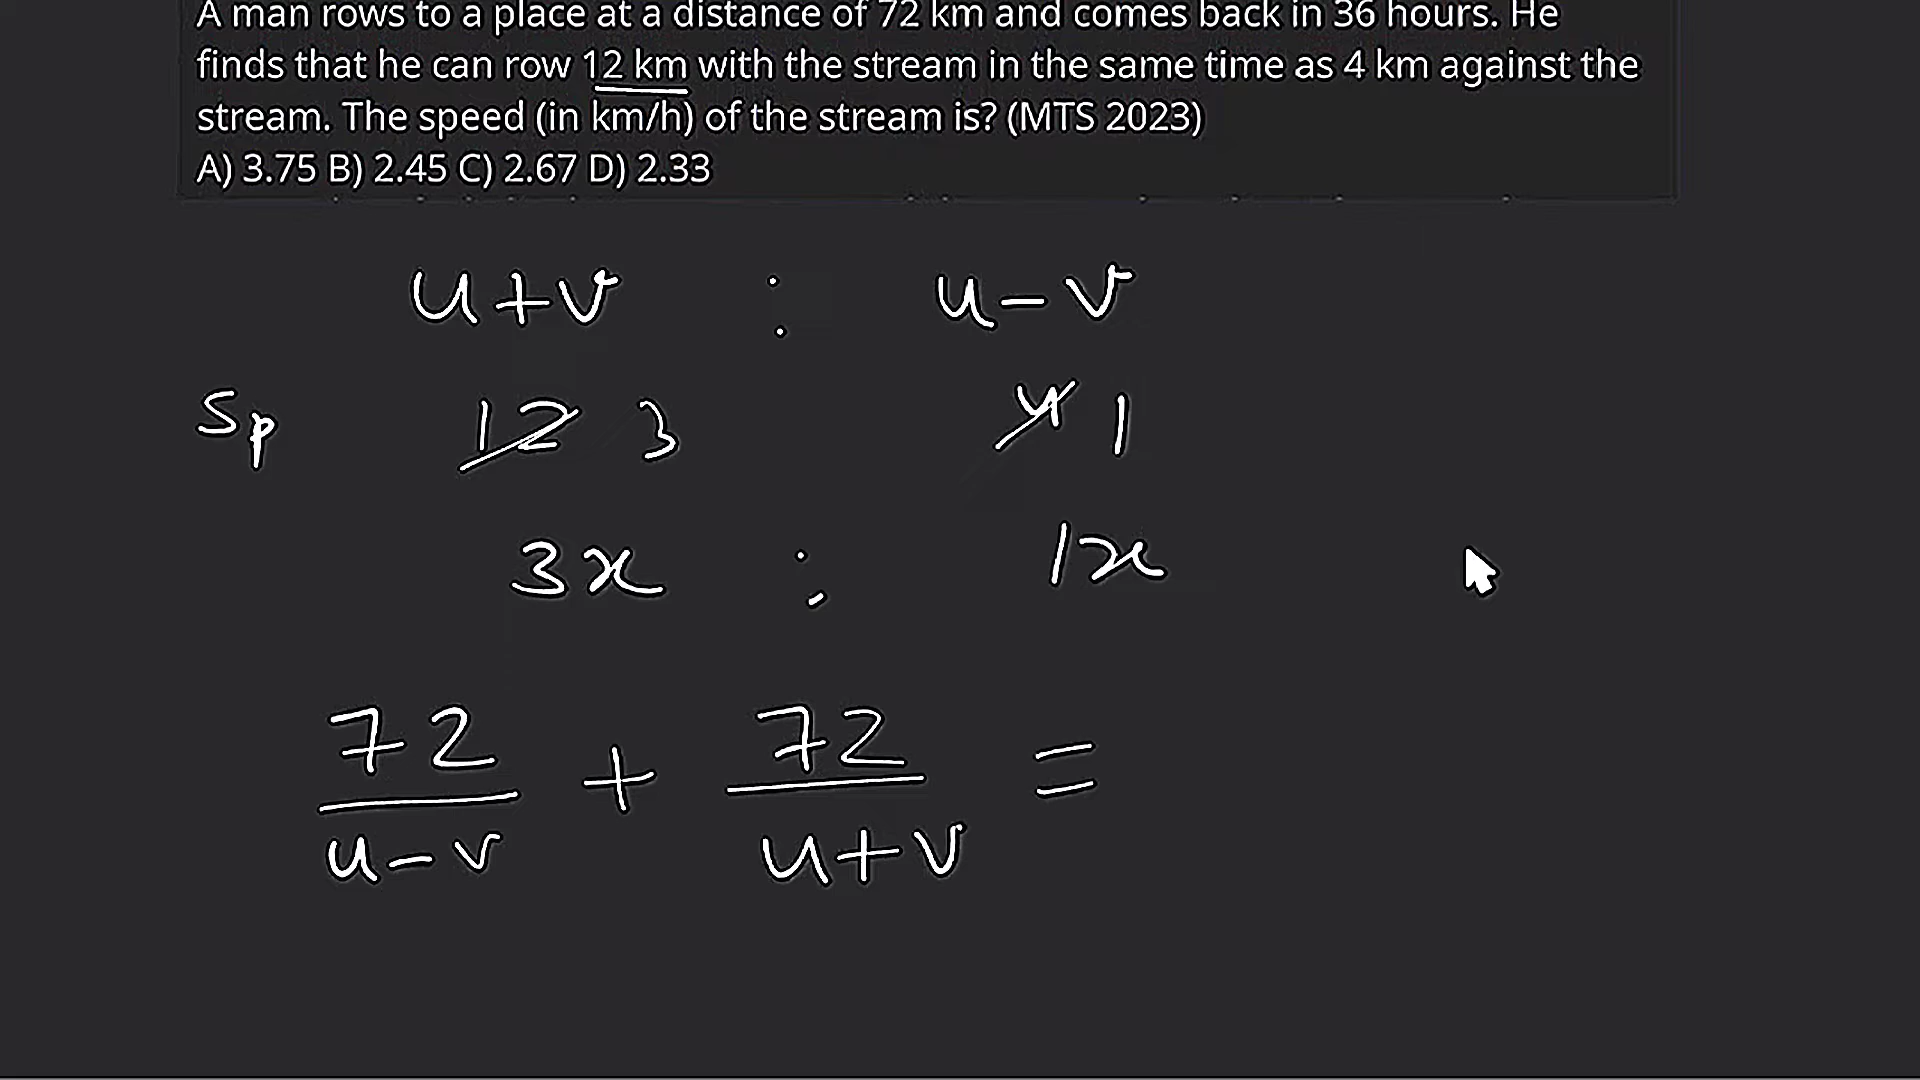 A man rows to a place at a distance of 72 km and comes back in 36 hours. He
finds that he can row 12 km with the stream in the same time as 4 km against the
stream. The speed (in km/h) of the stream is? (MTS 2023)
A) 3.75 B) 2.45 C) 2.67 D) 2.33
u+v : u-v
Sp 12 3 4 1
3x : 1x
72/u-v + 72/u+v =